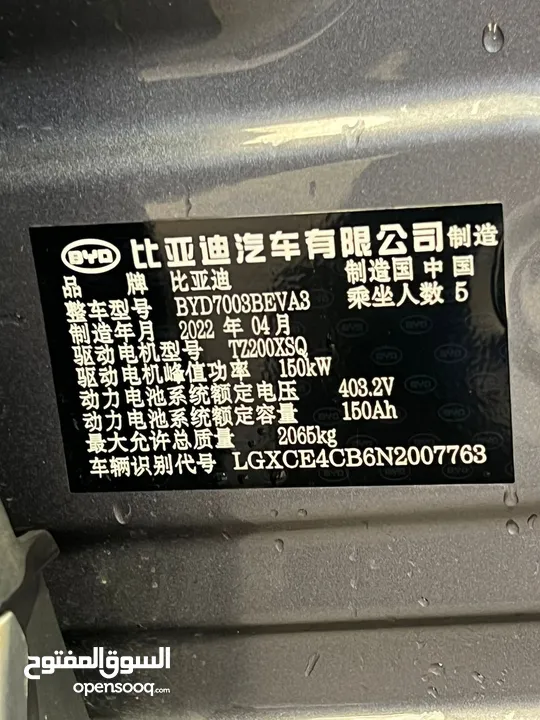 BYD 比亚迪汽车有限公司 制造
品牌 比亚迪 制造国 中国
整车型号 BYD7003BEVA3 乘坐人数 5
制造年月 2022 年 04 月
驱动电机型号 TZ200XSQ
驱动电机峰值功率 150kW
动力电池系统额定电压 403.2V
动力电池系统额定容量 150Ah
最大允许总质量 2065kg
车辆识别代号 LGXCE4CB6N2007763
السوق المفتوح
opensooq.com